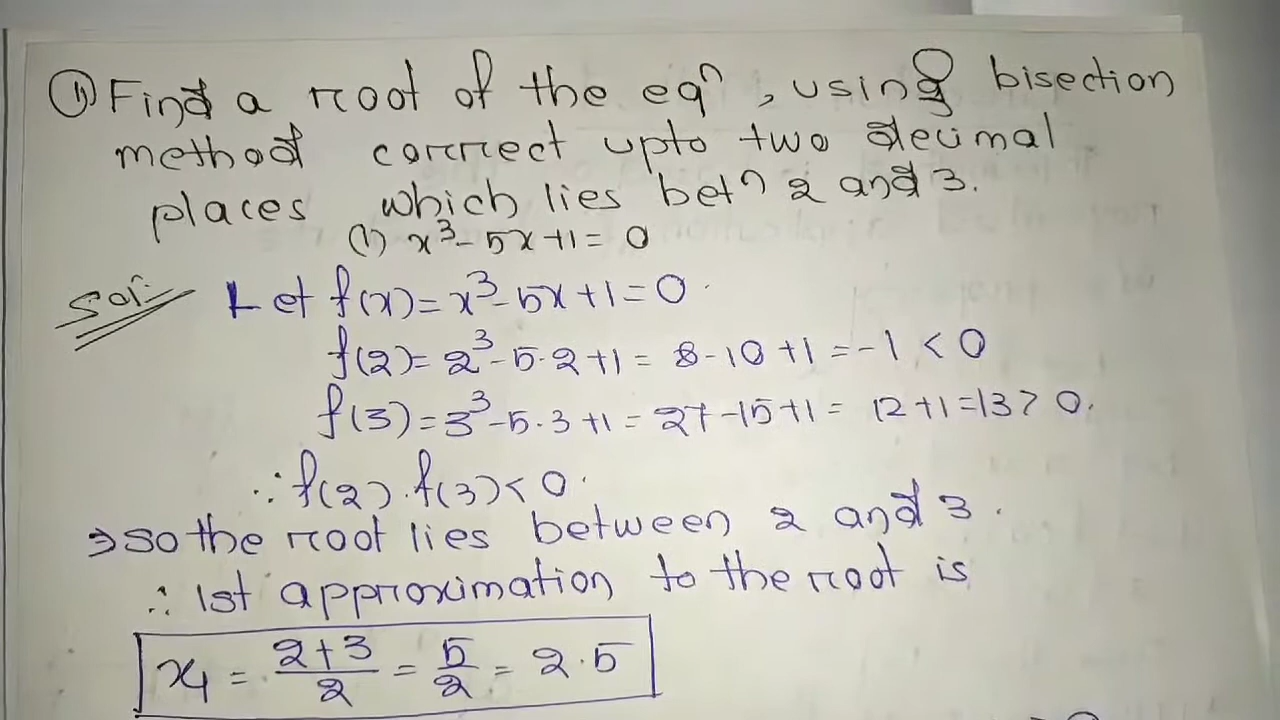 ① Find a root of the eqⁿ, using bisection
method correct upto two decimal
places which lies betⁿ 2 and 3.
(1) x³ - 5x + 1 = 0
Solⁿ: Let f(x) = x³ - 5x + 1 = 0.
f(2) = 2³ - 5·2 + 1 = 8 - 10 + 1 = -1 < 0
f(3) = 3³ - 5·3 + 1 = 27 - 15 + 1 = 12 + 1 = 13 > 0.
∵ f(2).f(3) < 0.
⇒ So the root lies between 2 and 3.
∴ 1st approximation to the root is
x₁ = (2+3)/2 = 5/2 = 2.5